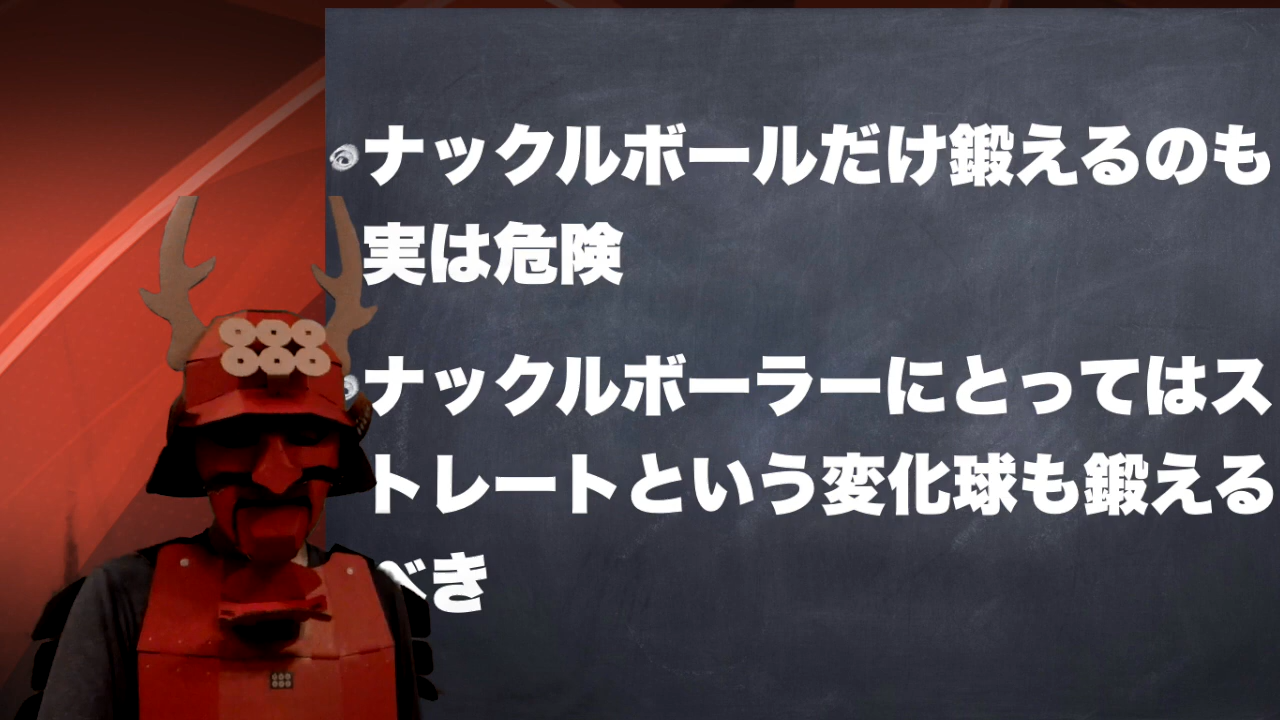 ナックルボールだけ鍛えるのも
実は危険
ナックルボーラーにとってはス
トレートという変化球も鍛える
べき